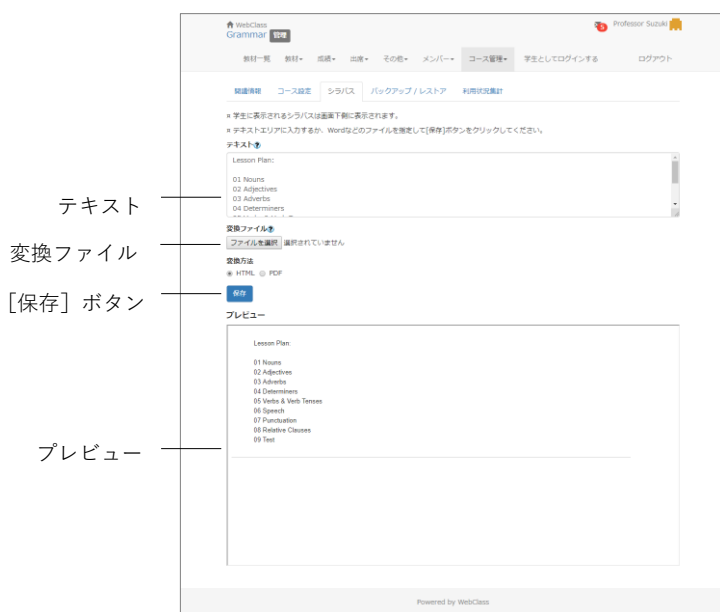 WebClass
Grammar 管理
5 Professor Suzuki
教材一覧 教材 成績 出席 その他 メンバー コース管理 学生としてログインする ログアウト
関連情報 コース設定 シラバス バックアップ / レストア 利用状況集計
¤ 学生に表示されるシラバスは画面下側に表示されます。
¤ テキストエリアに入力するか、Wordなどのファイルを指定して[保存]ボタンをクリックしてください。
テキスト?
Lesson Plan:
01 Nouns
02 Adjectives
03 Adverbs
04 Determiners
テキスト
変換ファイル?
ファイルを選択 選択されていません
変換ファイル
変換方法
HTML PDF
保存
［保存］ボタン
プレビュー
Lesson Plan
01 Nouns
02 Adjectives
03 Adverbs
04 Determiners
05 Verbs & Verb Tenses
06 Speech
07 Punctuation
08 Relative Clauses
09 Test
プレビュー
Powered by WebClass